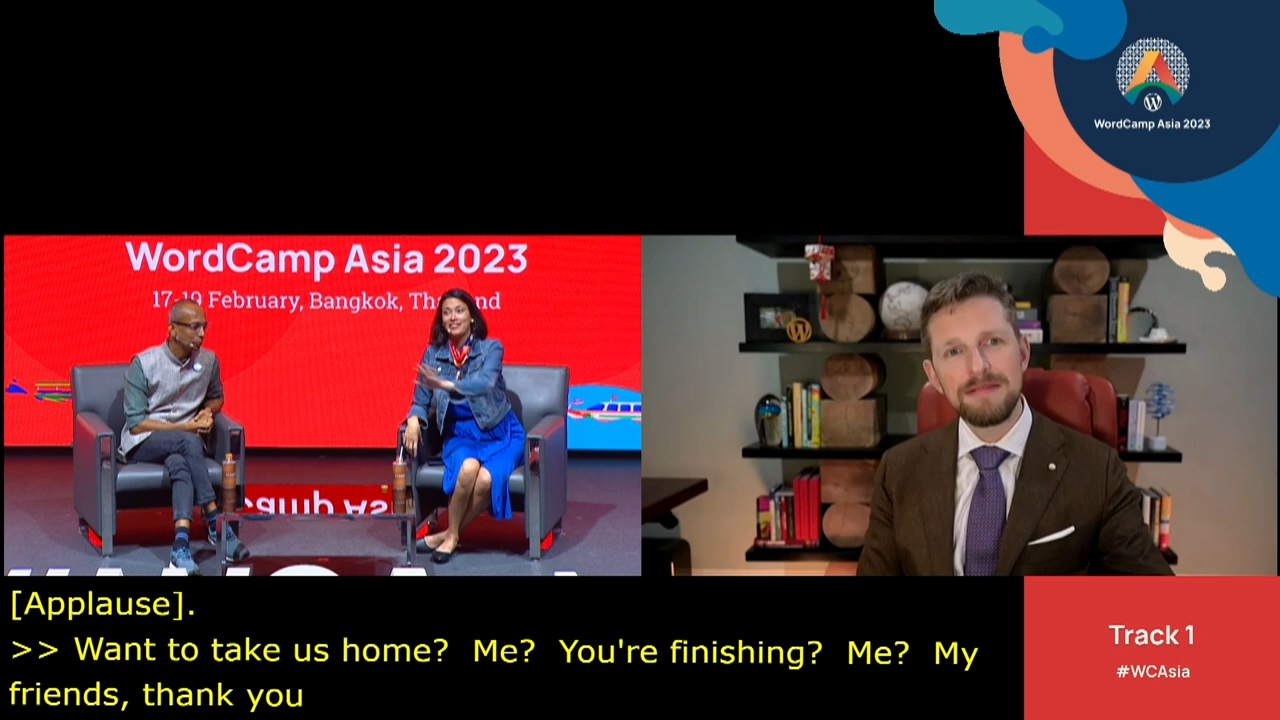 WordCamp Asia 2023
WordCamp Asia 2023
17-19 February, Bangkok, Thailand
[Applause].
>> Want to take us home? Me? You're finishing? Me? My
friends, thank you
Track 1
#WCAsia